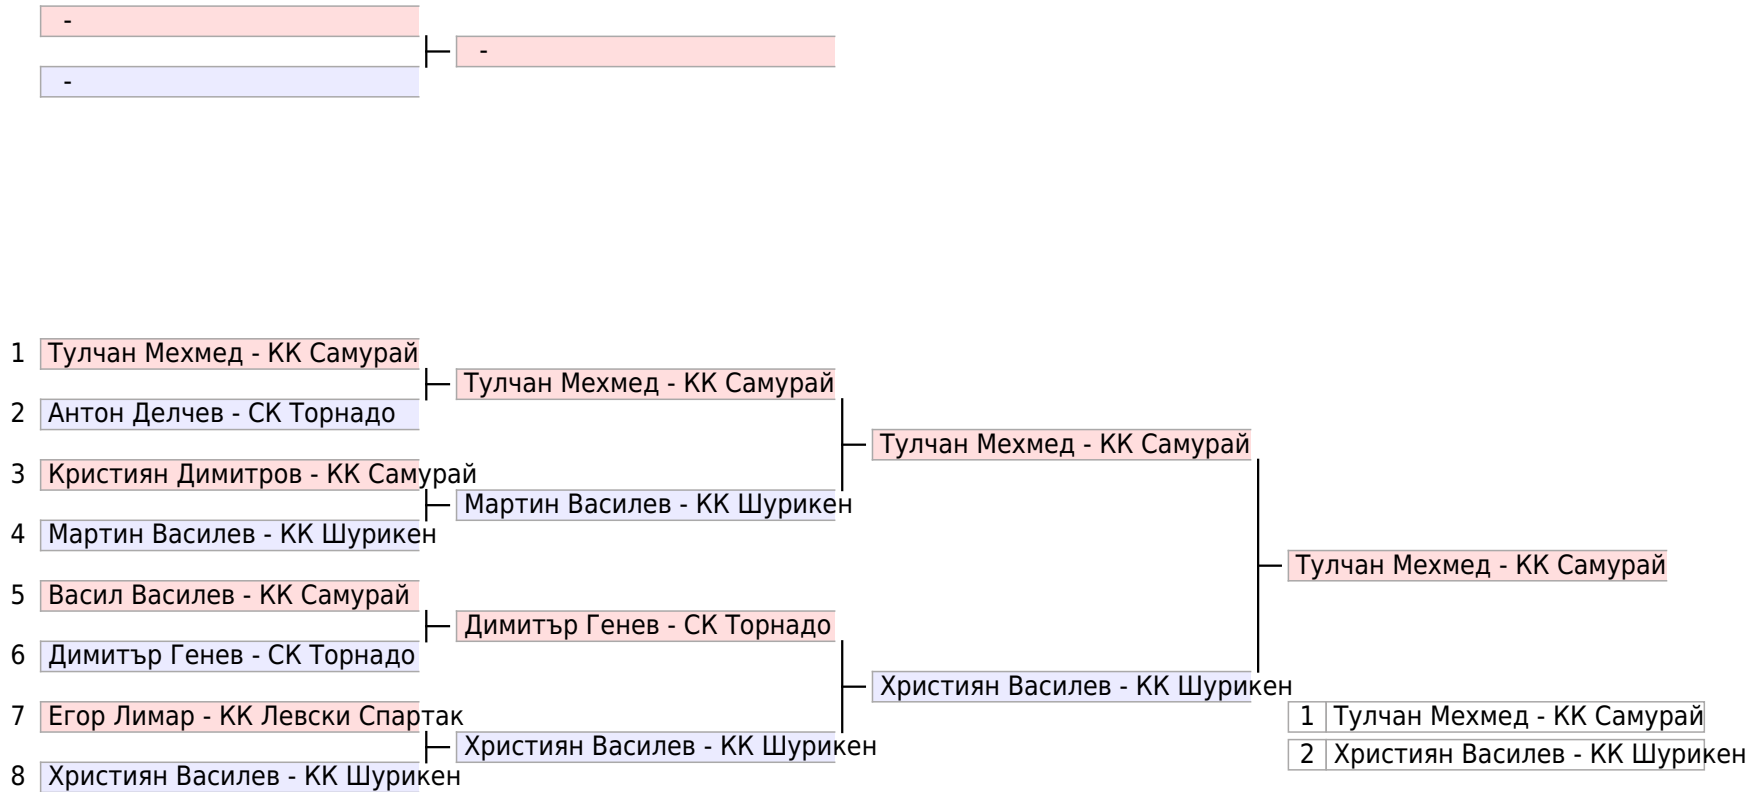 -
-
-
1 Тулчан Мехмед - КК Самурай
Тулчан Мехмед - КК Самурай
2 Антон Делчев - СК Торнадо
Тулчан Мехмед - КК Самурай
3 Кристиян Димитров - КК Самурай
Мартин Василев - КК Шурикен
4 Мартин Василев - КК Шурикен
Тулчан Мехмед - КК Самурай
5 Васил Василев - КК Самурай
Димитър Генев - СК Торнадо
6 Димитър Генев - СК Торнадо
Християн Василев - КК Шурикен
7 Егор Лимар - КК Левски Спартак
1 Тулчан Мехмед - КК Самурай
Християн Василев - КК Шурикен
2 Християн Василев - КК Шурикен
8 Християн Василев - КК Шурикен